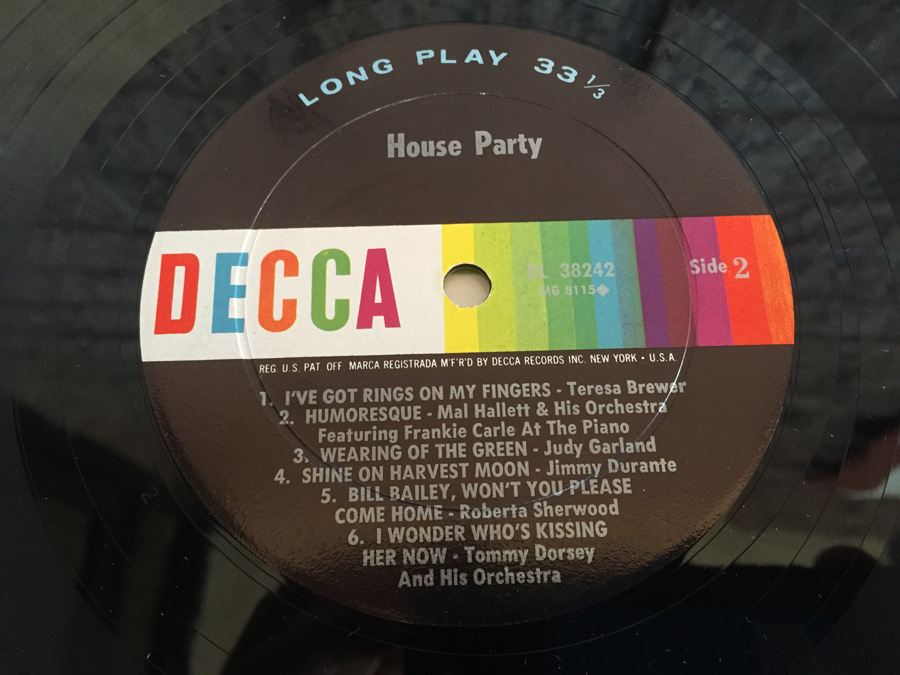 LONG PLAY 33 1/3
House Party
DECCA
DL 38242
MG 8115◆
Side 2
REG. U.S. PAT. OFF. MARCA REGISTRADA M'F'R'D BY DECCA RECORDS INC. NEW YORK • U.S.A.
1. I'VE GOT RINGS ON MY FINGERS - Teresa Brewer
2. HUMORESQUE - Mal Hallett & His Orchestra
Featuring Frankie Carle At The Piano
3. WEARING OF THE GREEN - Judy Garland
4. SHINE ON HARVEST MOON - Jimmy Durante
5. BILL BAILEY, WON'T YOU PLEASE
COME HOME - Roberta Sherwood
6. I WONDER WHO'S KISSING
HER NOW - Tommy Dorsey
And His Orchestra